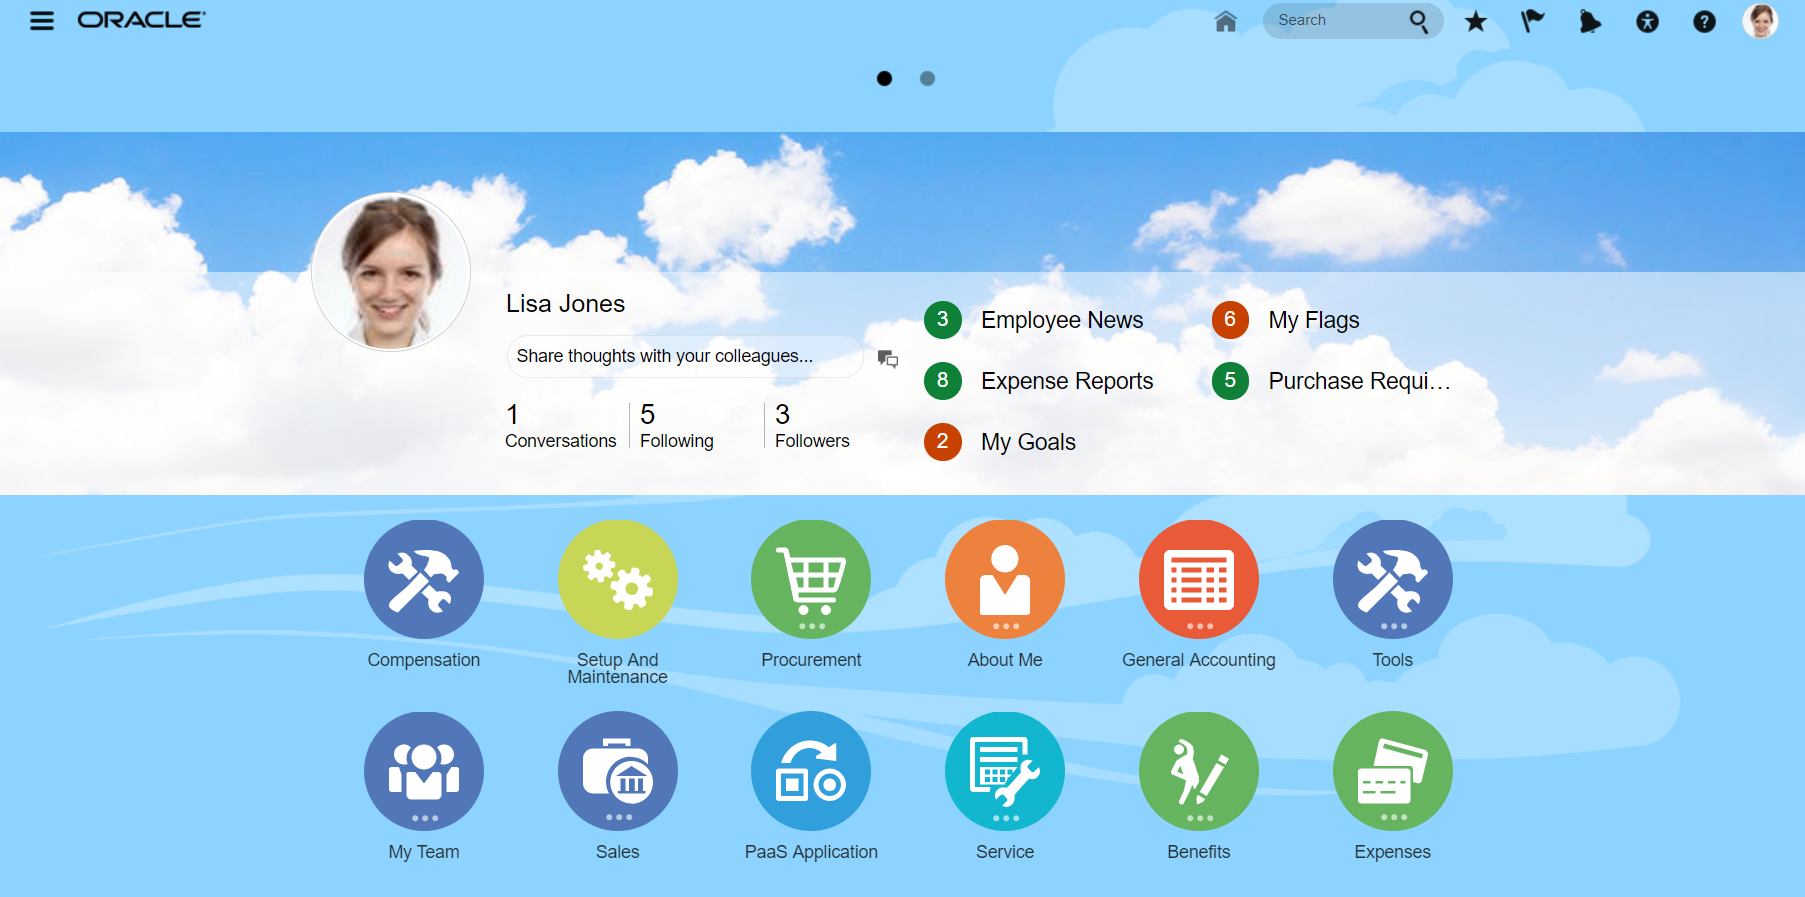 ORACLE
Search
Lisa Jones
Share thoughts with your colleagues...
1
Conversations
5
Following
3
Followers
3 Employee News
6 My Flags
8 Expense Reports
5 Purchase Requi...
2 My Goals
Compensation
Setup And
Maintenance
Procurement
About Me
General Accounting
Tools
My Team
Sales
PaaS Application
Service
Benefits
Expenses